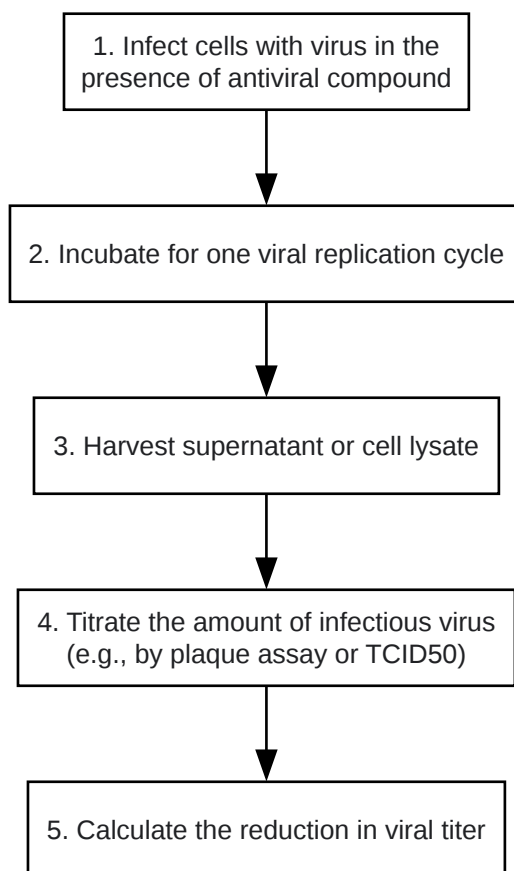 1. Infect cells with virus in the
presence of antiviral compound
2. Incubate for one viral replication cycle
3. Harvest supernatant or cell lysate
4. Titrate the amount of infectious virus
(e.g., by plaque assay or TCID50)
5. Calculate the reduction in viral titer